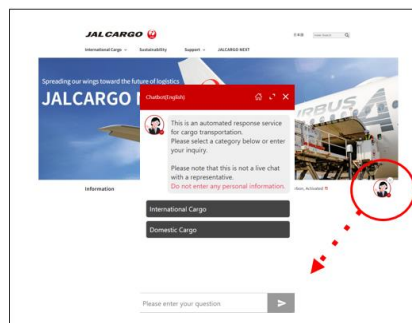 JALCARGO
日本語
International Cargo
Sustainability
Support
JALCARGO NEXT
Spreading our wings toward the future of logistics
JALCARGO N
Chatbot(English)
This is an automated response service
for cargo transportation.
Please select a category below or enter
your inquiry.
Please note that this is not a live chat
with a representative.
Do not enter any personal information.
IRBUS
Information
International Cargo
Domestic Cargo
Please enter your question